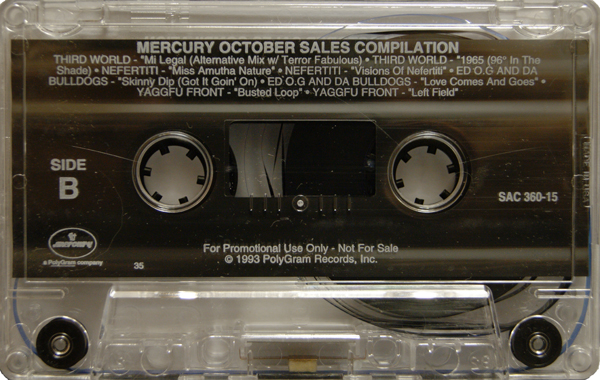 MERCURY OCTOBER SALES COMPILATION
THIRD WORLD - "Mi Legal (Alternative Mix w/ Terror Fabulous) • THIRD WORLD - "1965 (96° In The
Shade) • NEFERTITI - "Miss Amutha Nature" • NEFERTITI - "Visions Of Nefertiti" • ED O.G AND DA
BULLDOGS - "Skinny Dip (Got It Goin' On) • ED O.G AND DA BULLDOGS - "Love Comes And Goes" •
YAGGFU FRONT - "Busted Loop" • YAGGFU FRONT - "Left Field"
SIDE
B
SAC 360-15
mercury
a PolyGram company
35
For Promotional Use Only - Not For Sale
© 1993 PolyGram Records, Inc.